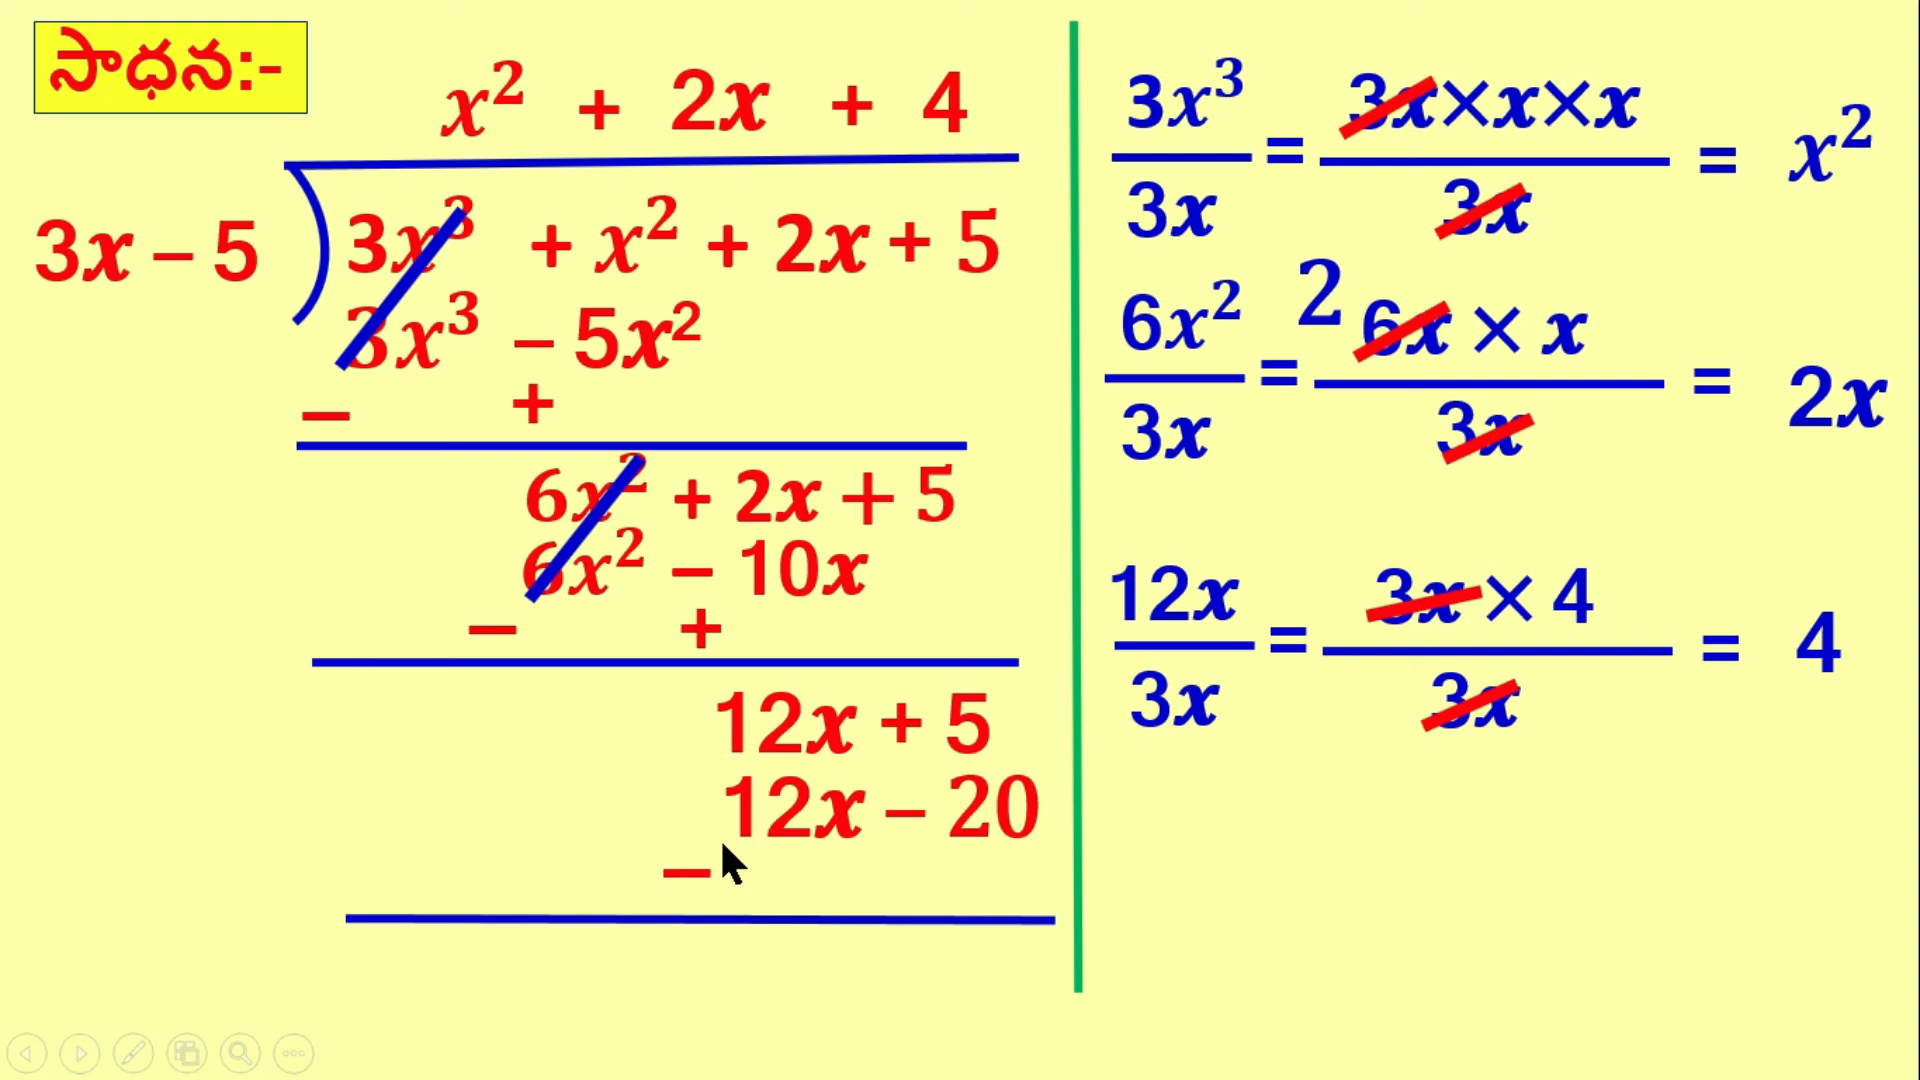 సాధన:-
x² + 2x + 4
3x – 5 ) 3x³ + x² + 2x + 5
3x³ – 5x²
– +
6x² + 2x + 5
6x² – 10x
– +
12x + 5
12x – 20
–
3x³/3x = 3x×x×x/3x = x²
6x²/3x = 2 6x × x/3x = 2x
12x/3x = 3x × 4/3x = 4